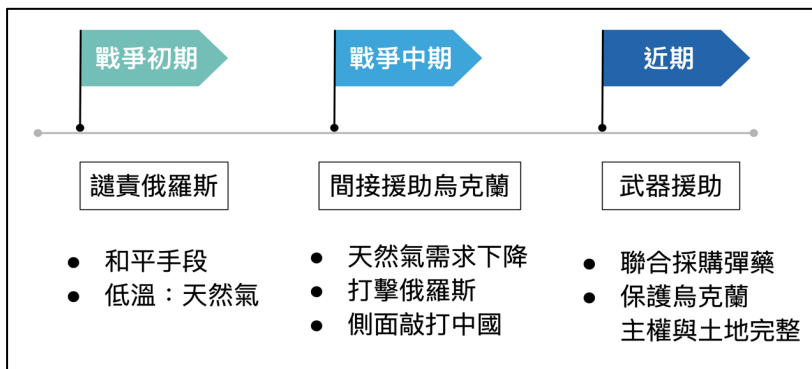 戰爭初期
戰爭中期
近期
譴責俄羅斯
間接援助烏克蘭
武器援助
● 和平手段
● 低溫：天然氣
● 天然氣需求下降
● 打擊俄羅斯
● 側面敲打中國
● 聯合採購彈藥
● 保護烏克蘭
主權與土地完整